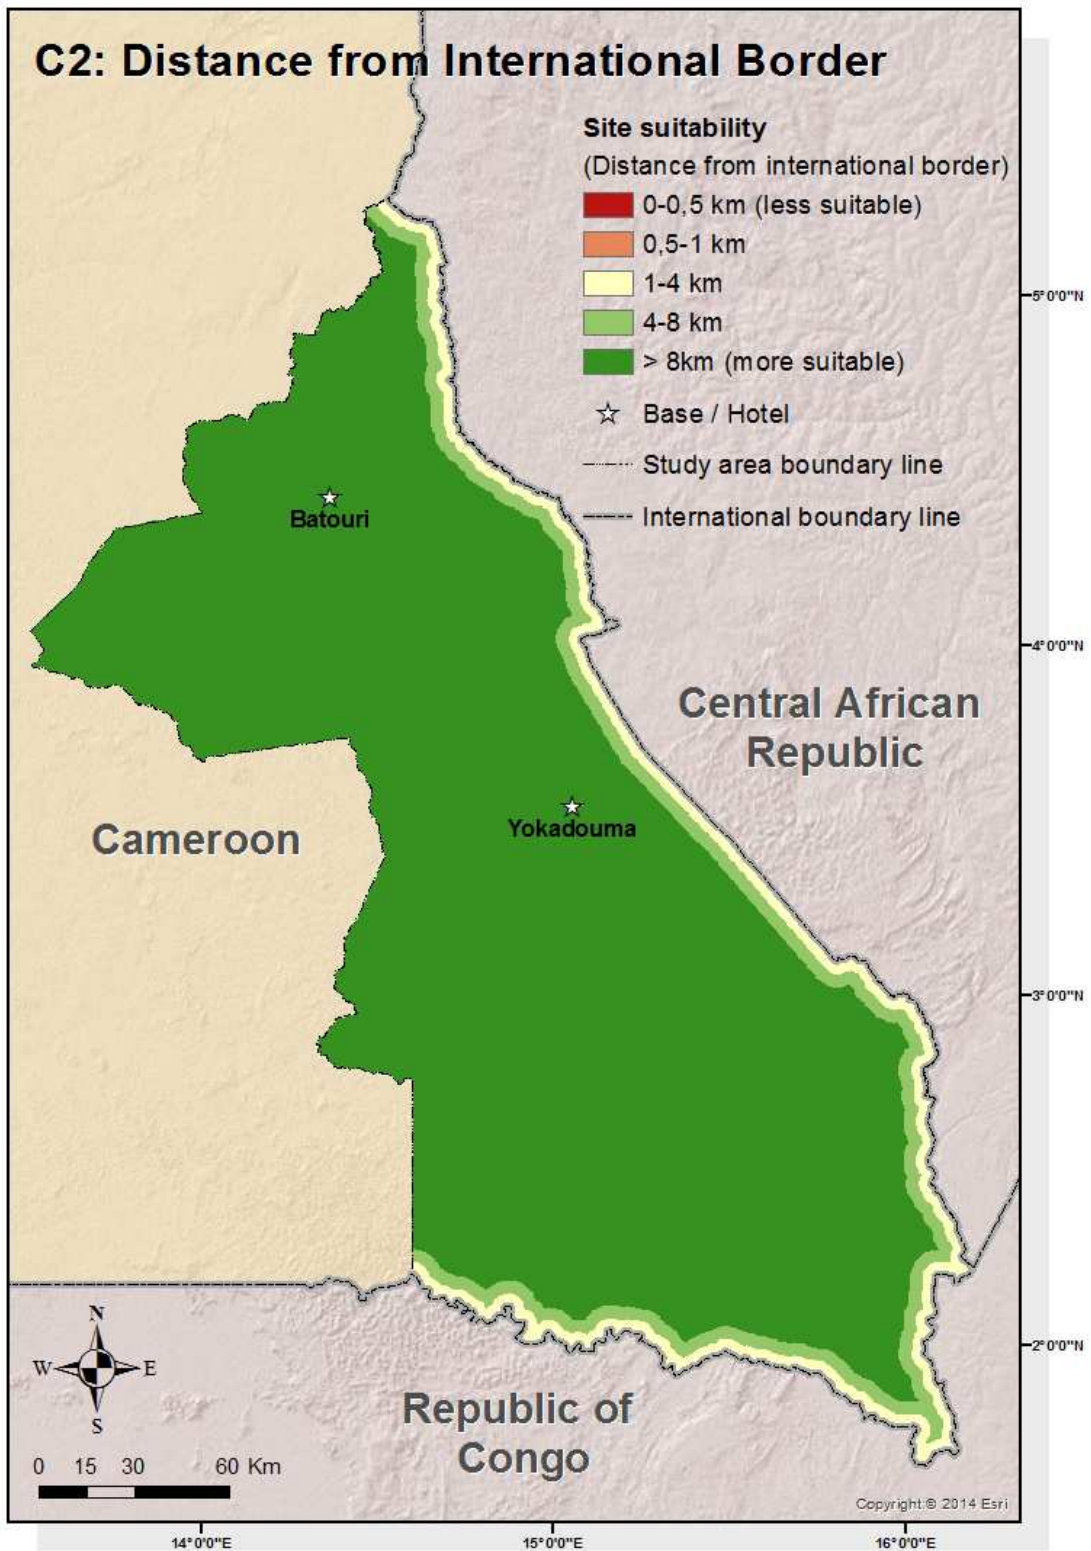 C2: Distance from International Border
Site suitability
(Distance from international border)
0-0,5 km (less suitable)
0,5-1 km
1-4 km
4-8 km
> 8km (more suitable)
Base / Hotel
Study area boundary line
International boundary line
5°0'0"N
Batouri
4°0'0"N
Central African
Republic
Yokadouma
Cameroon
3°0'0"N
2°0'0"N
N
W
E
S
Republic of
Congo
0 15 30 60 Km
Copyright:© 2014 Esri
14°0'0"E
15°0'0"E
16°0'0"E